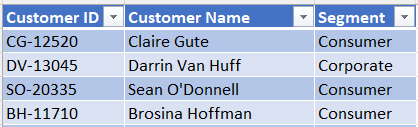 Customer ID Customer Name Segment
CG-12520 Claire Gute Consumer
DV-13045 Darrin Van Huff Corporate
SO-20335 Sean O'Donnell Consumer
BH-11710 Brosina Hoffman Consumer